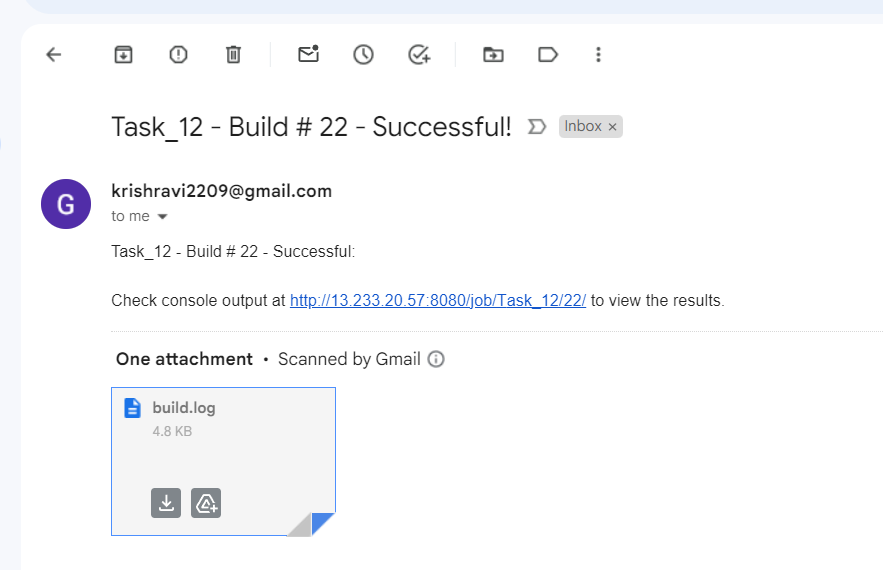 Task_12 - Build # 22 - Successful! Inbox ×
G
krishravi2209@gmail.com
to me
Task_12 - Build # 22 - Successful:
Check console output at http://13.233.20.57:8080/job/Task_12/22/ to view the results.
One attachment • Scanned by Gmail
build.log
4.8 KB